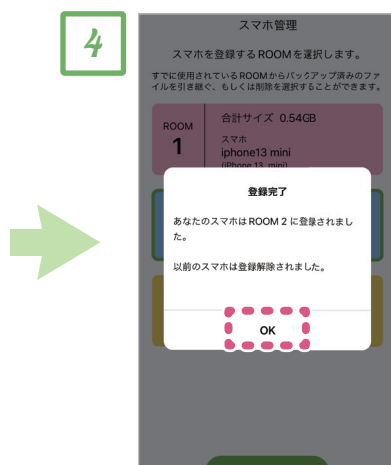 4
スマホ管理
スマホを登録するROOMを選択します。
すでに使用されているROOMからバックアップ済みのファ
イルを引き継ぐ、もしくは削除を選択することができます。
ROOM
1
合計サイズ 0.54GB
スマホ
iphone13 mini
(iPhone 13 mini)
登録完了
あなたのスマホはROOM 2 に登録されまし
た。
以前のスマホは登録解除されました。
OK